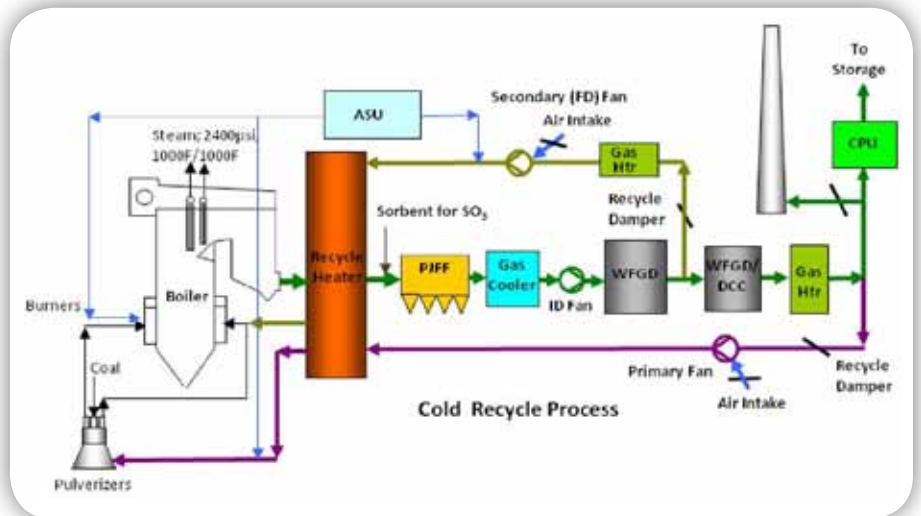 To
Storage
Secondary (FD) Fan
Air Intake
ASU
Steam; 2400psi,
1000F/1000F
CPU
Gas
Htr
Recycle
Damper
Sorbent for SO3
Recycle
Heater
PJFF
Gas
Cooler
WFGD
WFGD/
DCC
Gas
Htr
Boiler
Burners
ID Fan
Coal
Primary Fan
Recycle
Damper
Air Intake
Cold Recycle Process
Pulverizers